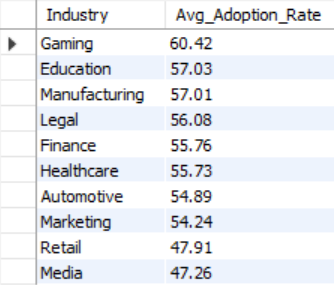 Industry Avg_Adoption_Rate
Gaming 60.42
Education 57.03
Manufacturing 57.01
Legal 56.08
Finance 55.76
Healthcare 55.73
Automotive 54.89
Marketing 54.24
Retail 47.91
Media 47.26